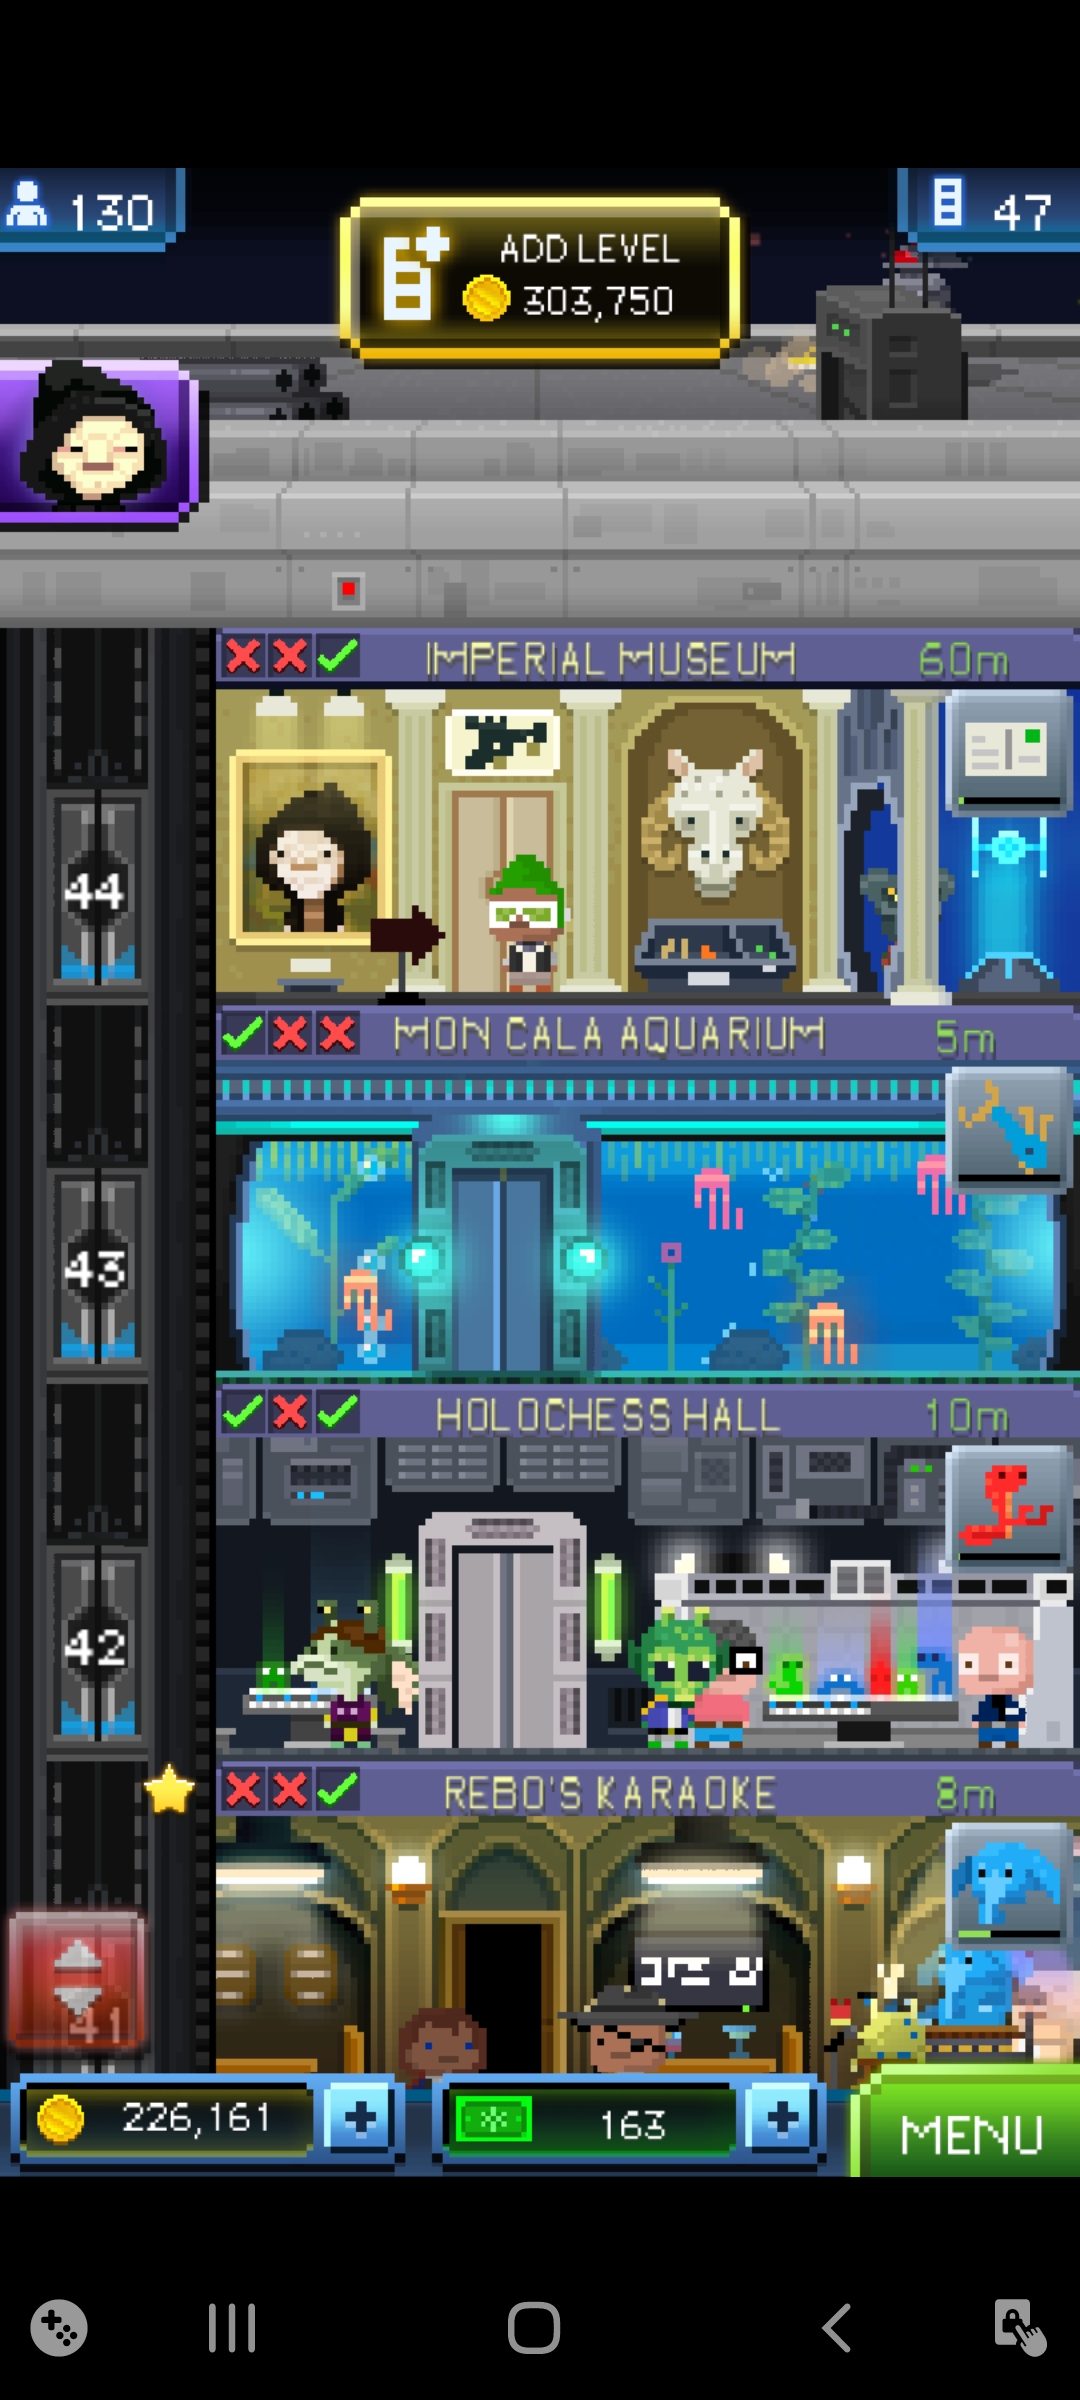 130
ADD LEVEL
303,750
47
IMPERIAL MUSEUM 60m
44
MON CALA AQUARIUM 5m
43
HOLOCHESS HALL 10m
42
REBO'S KARAOKE 8m
41
226,161
163
MENU